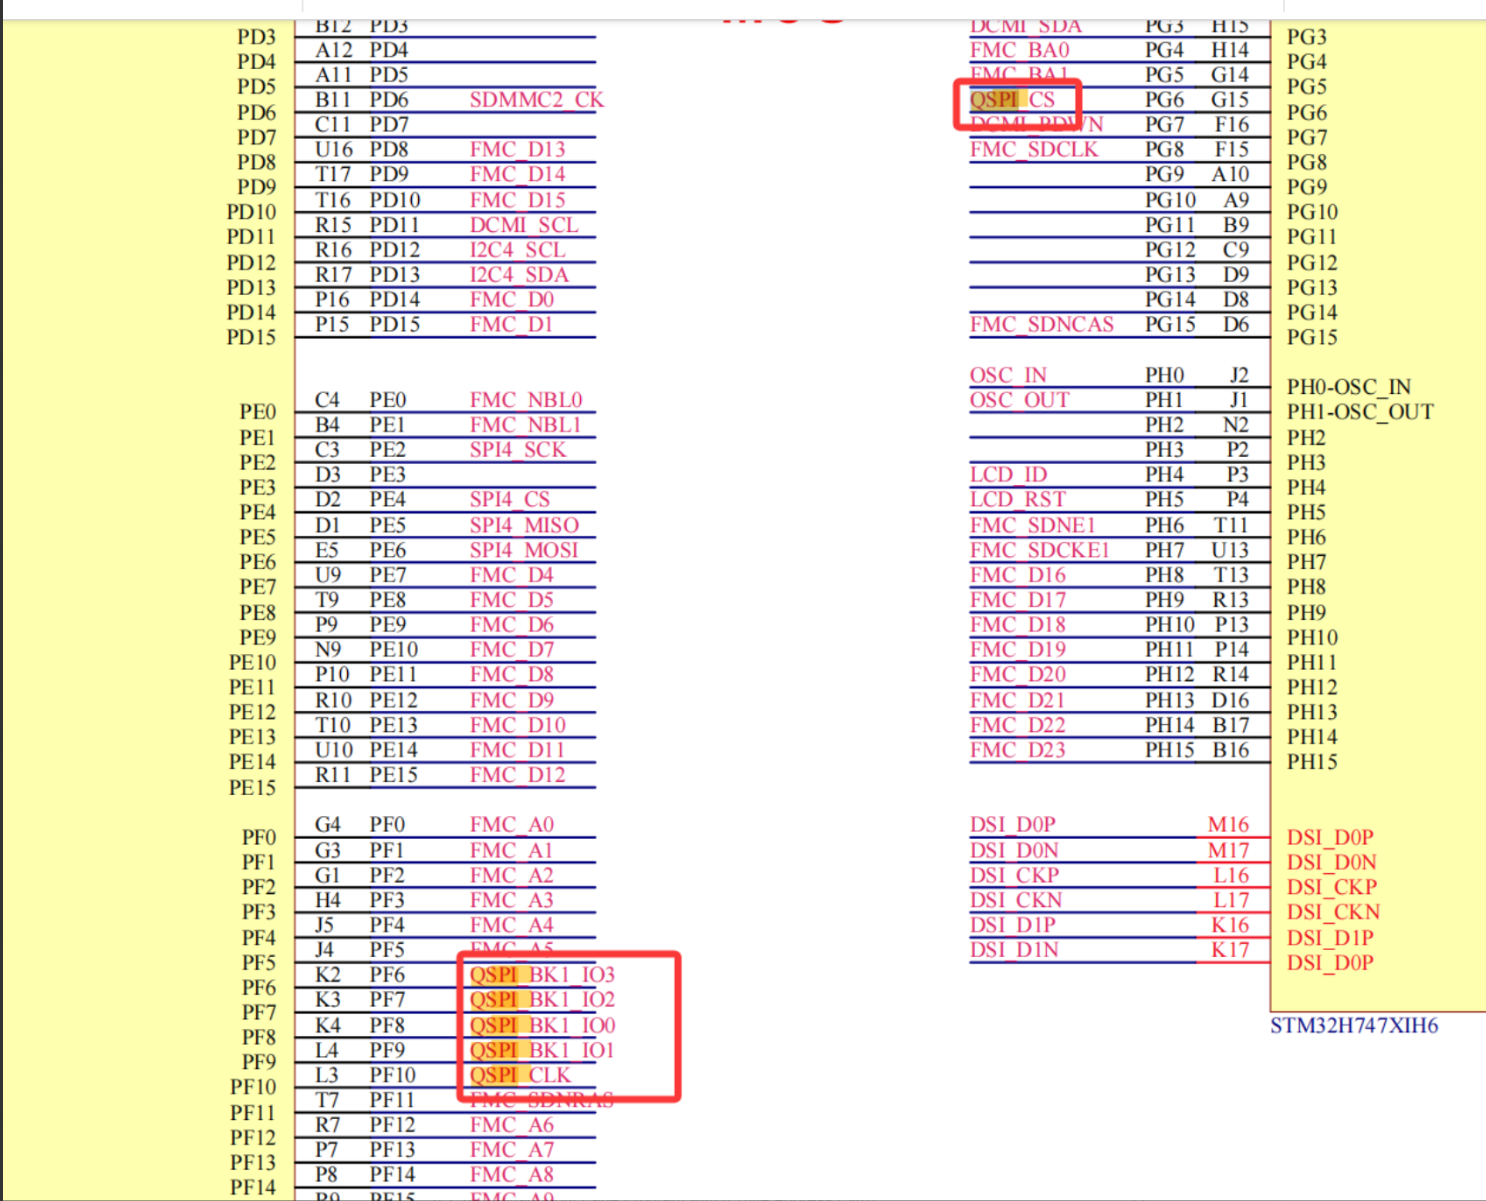 PD3 B12 PD3
PD4 A12 PD4
PD5 A11 PD5
PD6 B11 PD6 SDMMC2_CK
PD7 C11 PD7
PD8 U16 PD8 FMC_D13
PD9 T17 PD9 FMC_D14
PD10 T16 PD10 FMC_D15
PD11 R15 PD11 DCMI_SCL
PD12 R16 PD12 I2C4_SCL
PD13 R17 PD13 I2C4_SDA
PD14 P16 PD14 FMC_D0
PD15 P15 PD15 FMC_D1
PE0 C4 PE0 FMC_NBL0
PE1 B4 PE1 FMC_NBL1
PE2 C3 PE2 SPI4_SCK
PE3 D3 PE3
PE4 D2 PE4 SPI4_CS
PE5 D1 PE5 SPI4_MISO
PE6 E5 PE6 SPI4_MOSI
PE7 U9 PE7 FMC_D4
PE8 T9 PE8 FMC_D5
PE9 P9 PE9 FMC_D6
PE10 N9 PE10 FMC_D7
PE11 P10 PE11 FMC_D8
PE12 R10 PE12 FMC_D9
PE13 T10 PE13 FMC_D10
PE14 U10 PE14 FMC_D11
PE15 R11 PE15 FMC_D12
PF0 G4 PF0 FMC_A0
PF1 G3 PF1 FMC_A1
PF2 G1 PF2 FMC_A2
PF3 H4 PF3 FMC_A3
PF4 J5 PF4 FMC_A4
PF5 J4 PF5 FMC_A5
PF6 K2 PF6 QSPI_BK1_IO3
PF7 K3 PF7 QSPI_BK1_IO2
PF8 K4 PF8 QSPI_BK1_IO0
PF9 L4 PF9 QSPI_BK1_IO1
PF10 L3 PF10 QSPI_CLK
PF11 T7 PF11 FMC_SDNRAS
PF12 R7 PF12 FMC_A6
PF13 P7 PF13 FMC_A7
PF14 P8 PF14 FMC_A8
R9 PF15 FMC_A9
DCMI_SDA PG3 H15 PG3
FMC_BA0 PG4 H14 PG4
FMC_BA1 PG5 G14 PG5
QSPI_CS PG6 G15 PG6
DCMI_PDWN PG7 F16 PG7
FMC_SDCLK PG8 F15 PG8
PG9 A10 PG9
PG10 A9 PG10
PG11 B9 PG11
PG12 C9 PG12
PG13 D9 PG13
PG14 D8 PG14
FMC_SDNCAS PG15 D6 PG15
OSC_IN PH0 J2 PH0-OSC_IN
OSC_OUT PH1 J1 PH1-OSC_OUT
PH2 N2 PH2
PH3 P2 PH3
LCD_ID PH4 P3 PH4
LCD_RST PH5 P4 PH5
FMC_SDNE1 PH6 T11 PH6
FMC_SDCKE1 PH7 U13 PH7
FMC_D16 PH8 T13 PH8
FMC_D17 PH9 R13 PH9
FMC_D18 PH10 P13 PH10
FMC_D19 PH11 P14 PH11
FMC_D20 PH12 R14 PH12
FMC_D21 PH13 D16 PH13
FMC_D22 PH14 B17 PH14
FMC_D23 PH15 B16 PH15
DSI_D0P M16 DSI_D0P
DSI_D0N M17 DSI_D0N
DSI_CKP L16 DSI_CKP
DSI_CKN L17 DSI_CKN
DSI_D1P K16 DSI_D1P
DSI_D1N K17 DSI_D0P
STM32H747XIH6